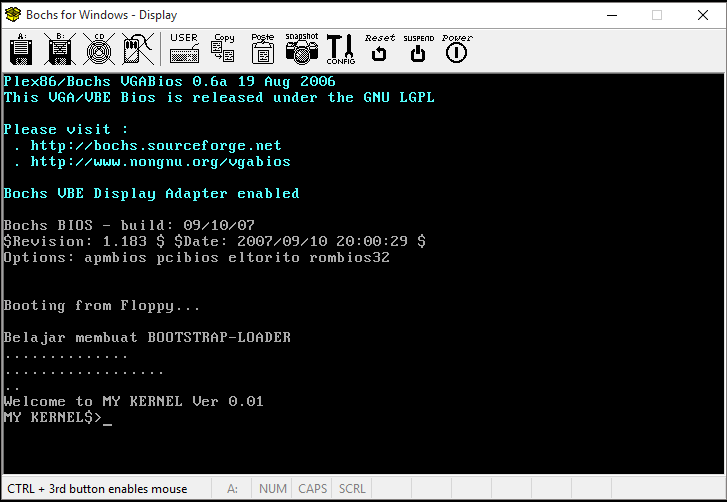 Bochs for Windows - Display
A: B: CD USER Copy Paste snapshot CONFIG Reset SUSPEND Power
Plex86/Bochs VGABios 0.6a 19 Aug 2006
This VGA/VBE Bios is released under the GNU LGPL
Please visit :
. http://bochs.sourceforge.net
. http://www.nongnu.org/vgabios
Bochs VBE Display Adapter enabled
Bochs BIOS - build: 09/10/07
$Revision: 1.183 $ $Date: 2007/09/10 20:00:29 $
Options: apmbios pcibios eltorito rombios32
Booting from Floppy...
Belajar membuat BOOTSTRAP-LOADER
..............
..................
..
Welcome to MY KERNEL Ver 0.01
MY KERNEL$>_
CTRL + 3rd button enables mouse A: NUM CAPS SCRL